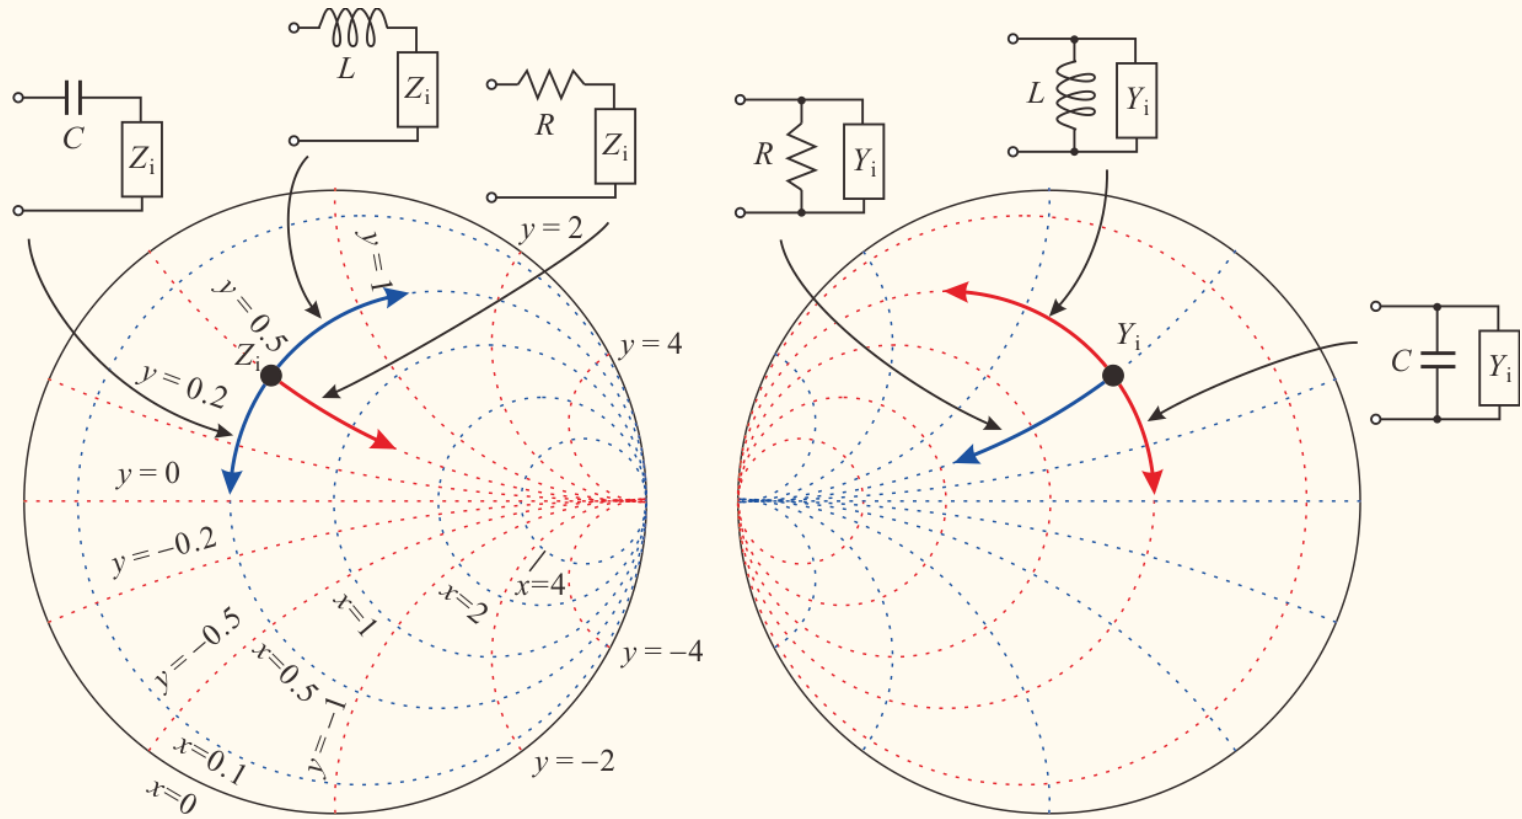 C
Zi
L
Zi
R
Zi
y = 2
y = 1
y = 0.5
Zi
y = 4
y = 0.2
y = 0
y = −0.2
x=4
x=2
x=1
y = −0.5
x=0.5
y = −4
y = −1
x=0.1
y = −2
x=0
R
Yi
L
Yi
Yi
C
Yi